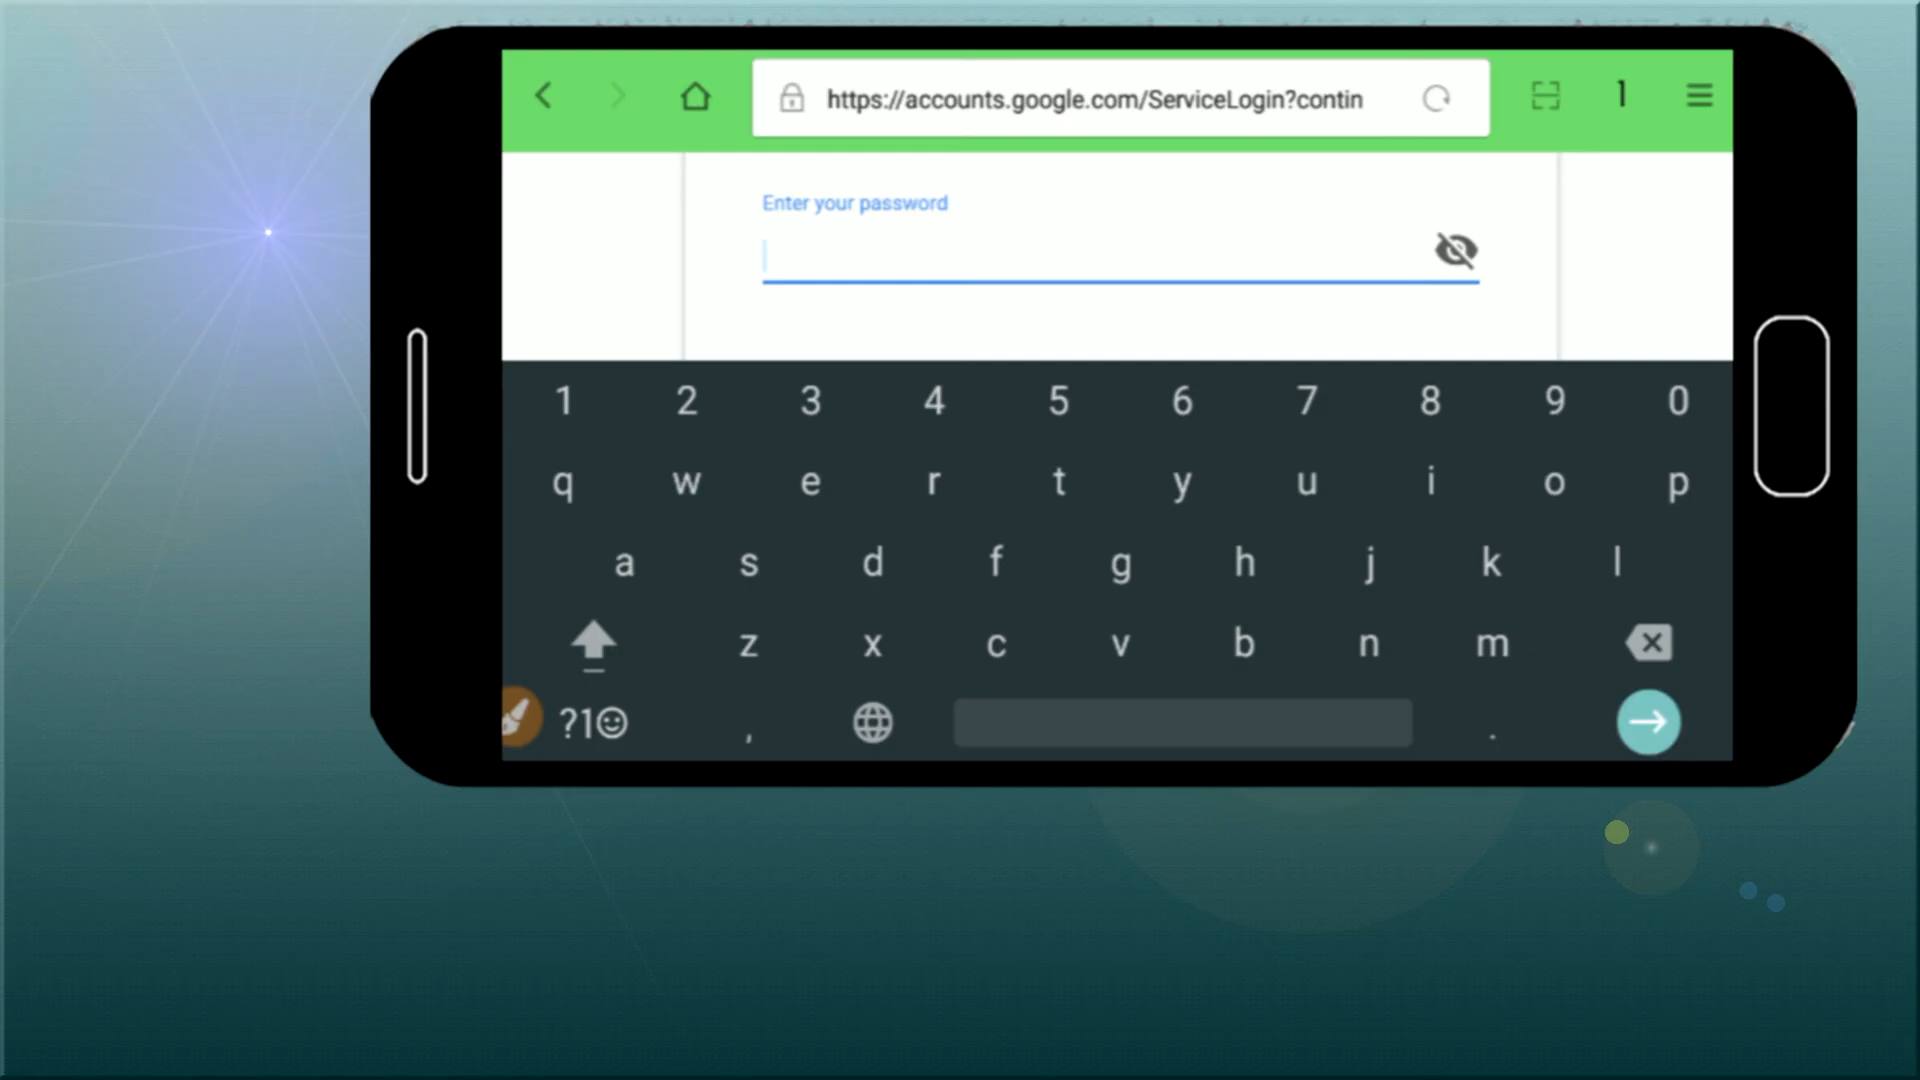 https://accounts.google.com/ServiceLogin?contin
1
Enter your password
1 2 3 4 5 6 7 8 9 0
q w e r t y u i o p
a s d f g h j k l
z x c v b n m
?1☺ , .